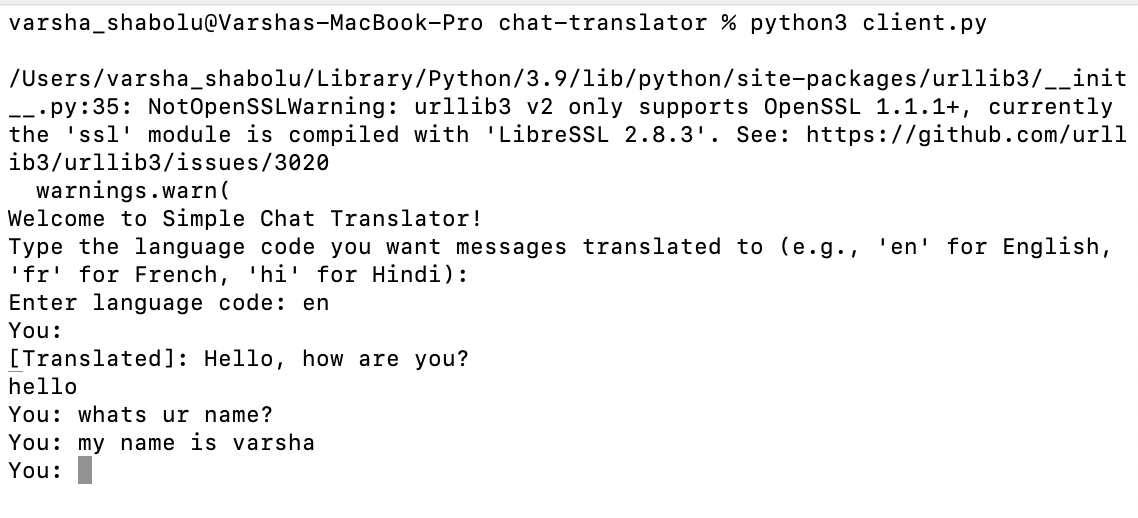 varsha_shabolu@Varshas-MacBook-Pro chat-translator % python3 client.py
/Users/varsha_shabolu/Library/Python/3.9/lib/python/site-packages/urllib3/__init
__.py:35: NotOpenSSLWarning: urllib3 v2 only supports OpenSSL 1.1.1+, currently
the 'ssl' module is compiled with 'LibreSSL 2.8.3'. See: https://github.com/urll
ib3/urllib3/issues/3020
  warnings.warn(
Welcome to Simple Chat Translator!
Type the language code you want messages translated to (e.g., 'en' for English,
'fr' for French, 'hi' for Hindi):
Enter language code: en
You:
[Translated]: Hello, how are you?
hello
You: whats ur name?
You: my name is varsha
You: